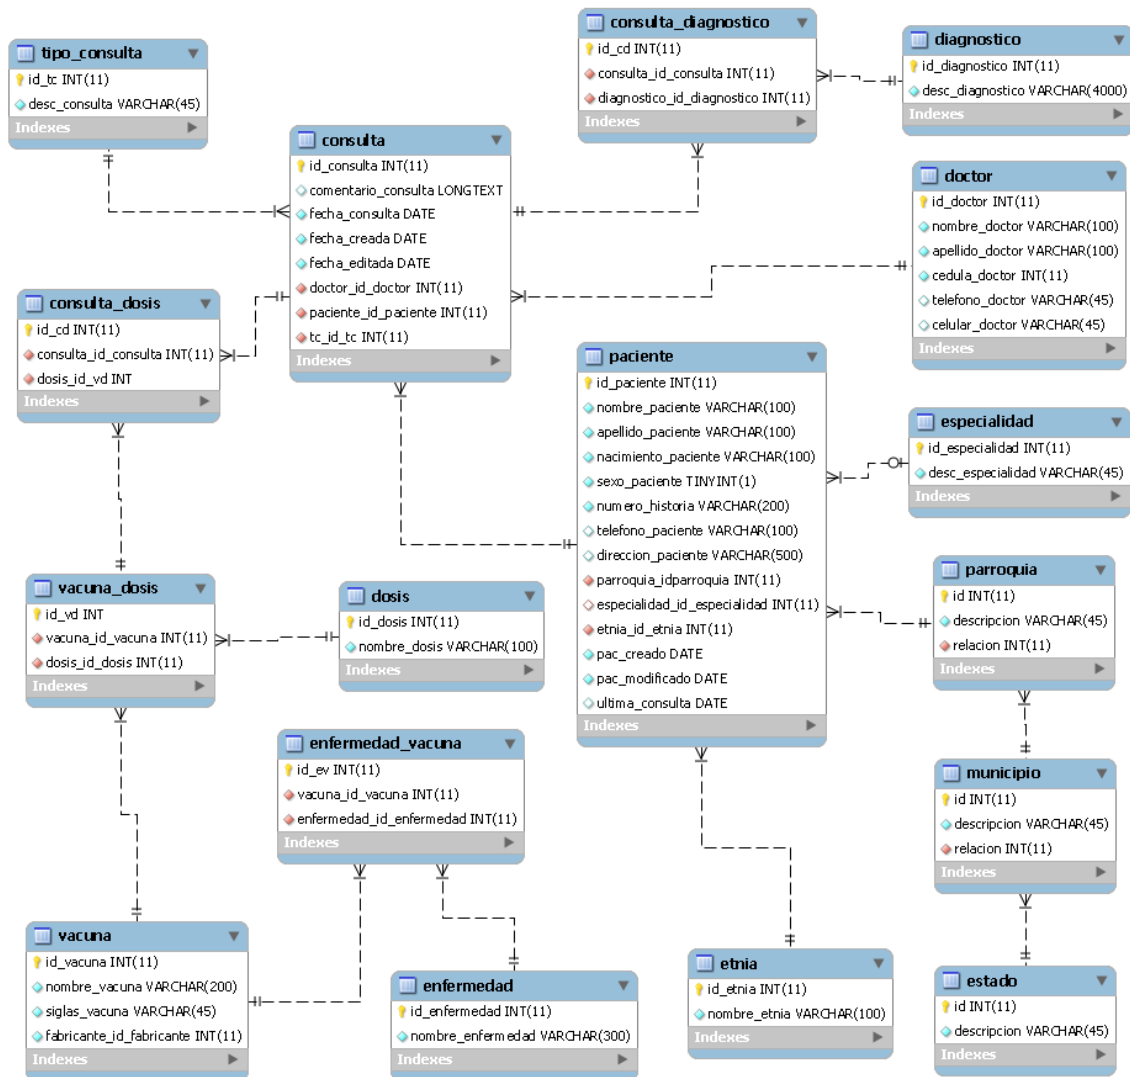 tipo_consulta
id_tc INT(11)
desc_consulta VARCHAR(45)
Indexes
consulta_diagnostico
id_cd INT(11)
consulta_id_consulta INT(11)
diagnostico_id_diagnostico INT(11)
Indexes
diagnostico
id_diagnostico INT(11)
desc_diagnostico VARCHAR(4000)
Indexes
consulta
id_consulta INT(11)
comentario_consulta LONGTEXT
fecha_consulta DATE
fecha_creada DATE
fecha_editada DATE
doctor_id_doctor INT(11)
paciente_id_paciente INT(11)
tc_id_tc INT(11)
Indexes
doctor
id_doctor INT(11)
nombre_doctor VARCHAR(100)
apellido_doctor VARCHAR(100)
cedula_doctor INT(11)
telefono_doctor VARCHAR(45)
celular_doctor VARCHAR(45)
Indexes
consulta_dosis
id_cd INT(11)
consulta_id_consulta INT(11)
dosis_id_vd INT
Indexes
paciente
id_paciente INT(11)
nombre_paciente VARCHAR(100)
apellido_paciente VARCHAR(100)
nacimiento_paciente VARCHAR(100)
sexo_paciente TINYINT(1)
numero_historia VARCHAR(200)
telefono_paciente VARCHAR(100)
direccion_paciente VARCHAR(500)
parroquia_idparroquia INT(11)
especialidad_id_especialidad INT(11)
etnia_id_etnia INT(11)
pac_creado DATE
pac_modificado DATE
ultima_consulta DATE
Indexes
especialidad
id_especialidad INT(11)
desc_especialidad VARCHAR(45)
Indexes
vacuna_dosis
id_vd INT
vacuna_id_vacuna INT(11)
dosis_id_dosis INT(11)
Indexes
dosis
id_dosis INT(11)
nombre_dosis VARCHAR(100)
Indexes
parroquia
id INT(11)
descripcion VARCHAR(45)
relacion INT(11)
Indexes
enfermedad_vacuna
id_ev INT(11)
vacuna_id_vacuna INT(11)
enfermedad_id_enfermedad INT(11)
Indexes
municipio
id INT(11)
descripcion VARCHAR(45)
relacion INT(11)
Indexes
vacuna
id_vacuna INT(11)
nombre_vacuna VARCHAR(200)
siglas_vacuna VARCHAR(45)
fabricante_id_fabricante INT(11)
Indexes
enfermedad
id_enfermedad INT(11)
nombre_enfermedad VARCHAR(300)
Indexes
etnia
id_etnia INT(11)
nombre_etnia VARCHAR(100)
Indexes
estado
id INT(11)
descripcion VARCHAR(45)
Indexes